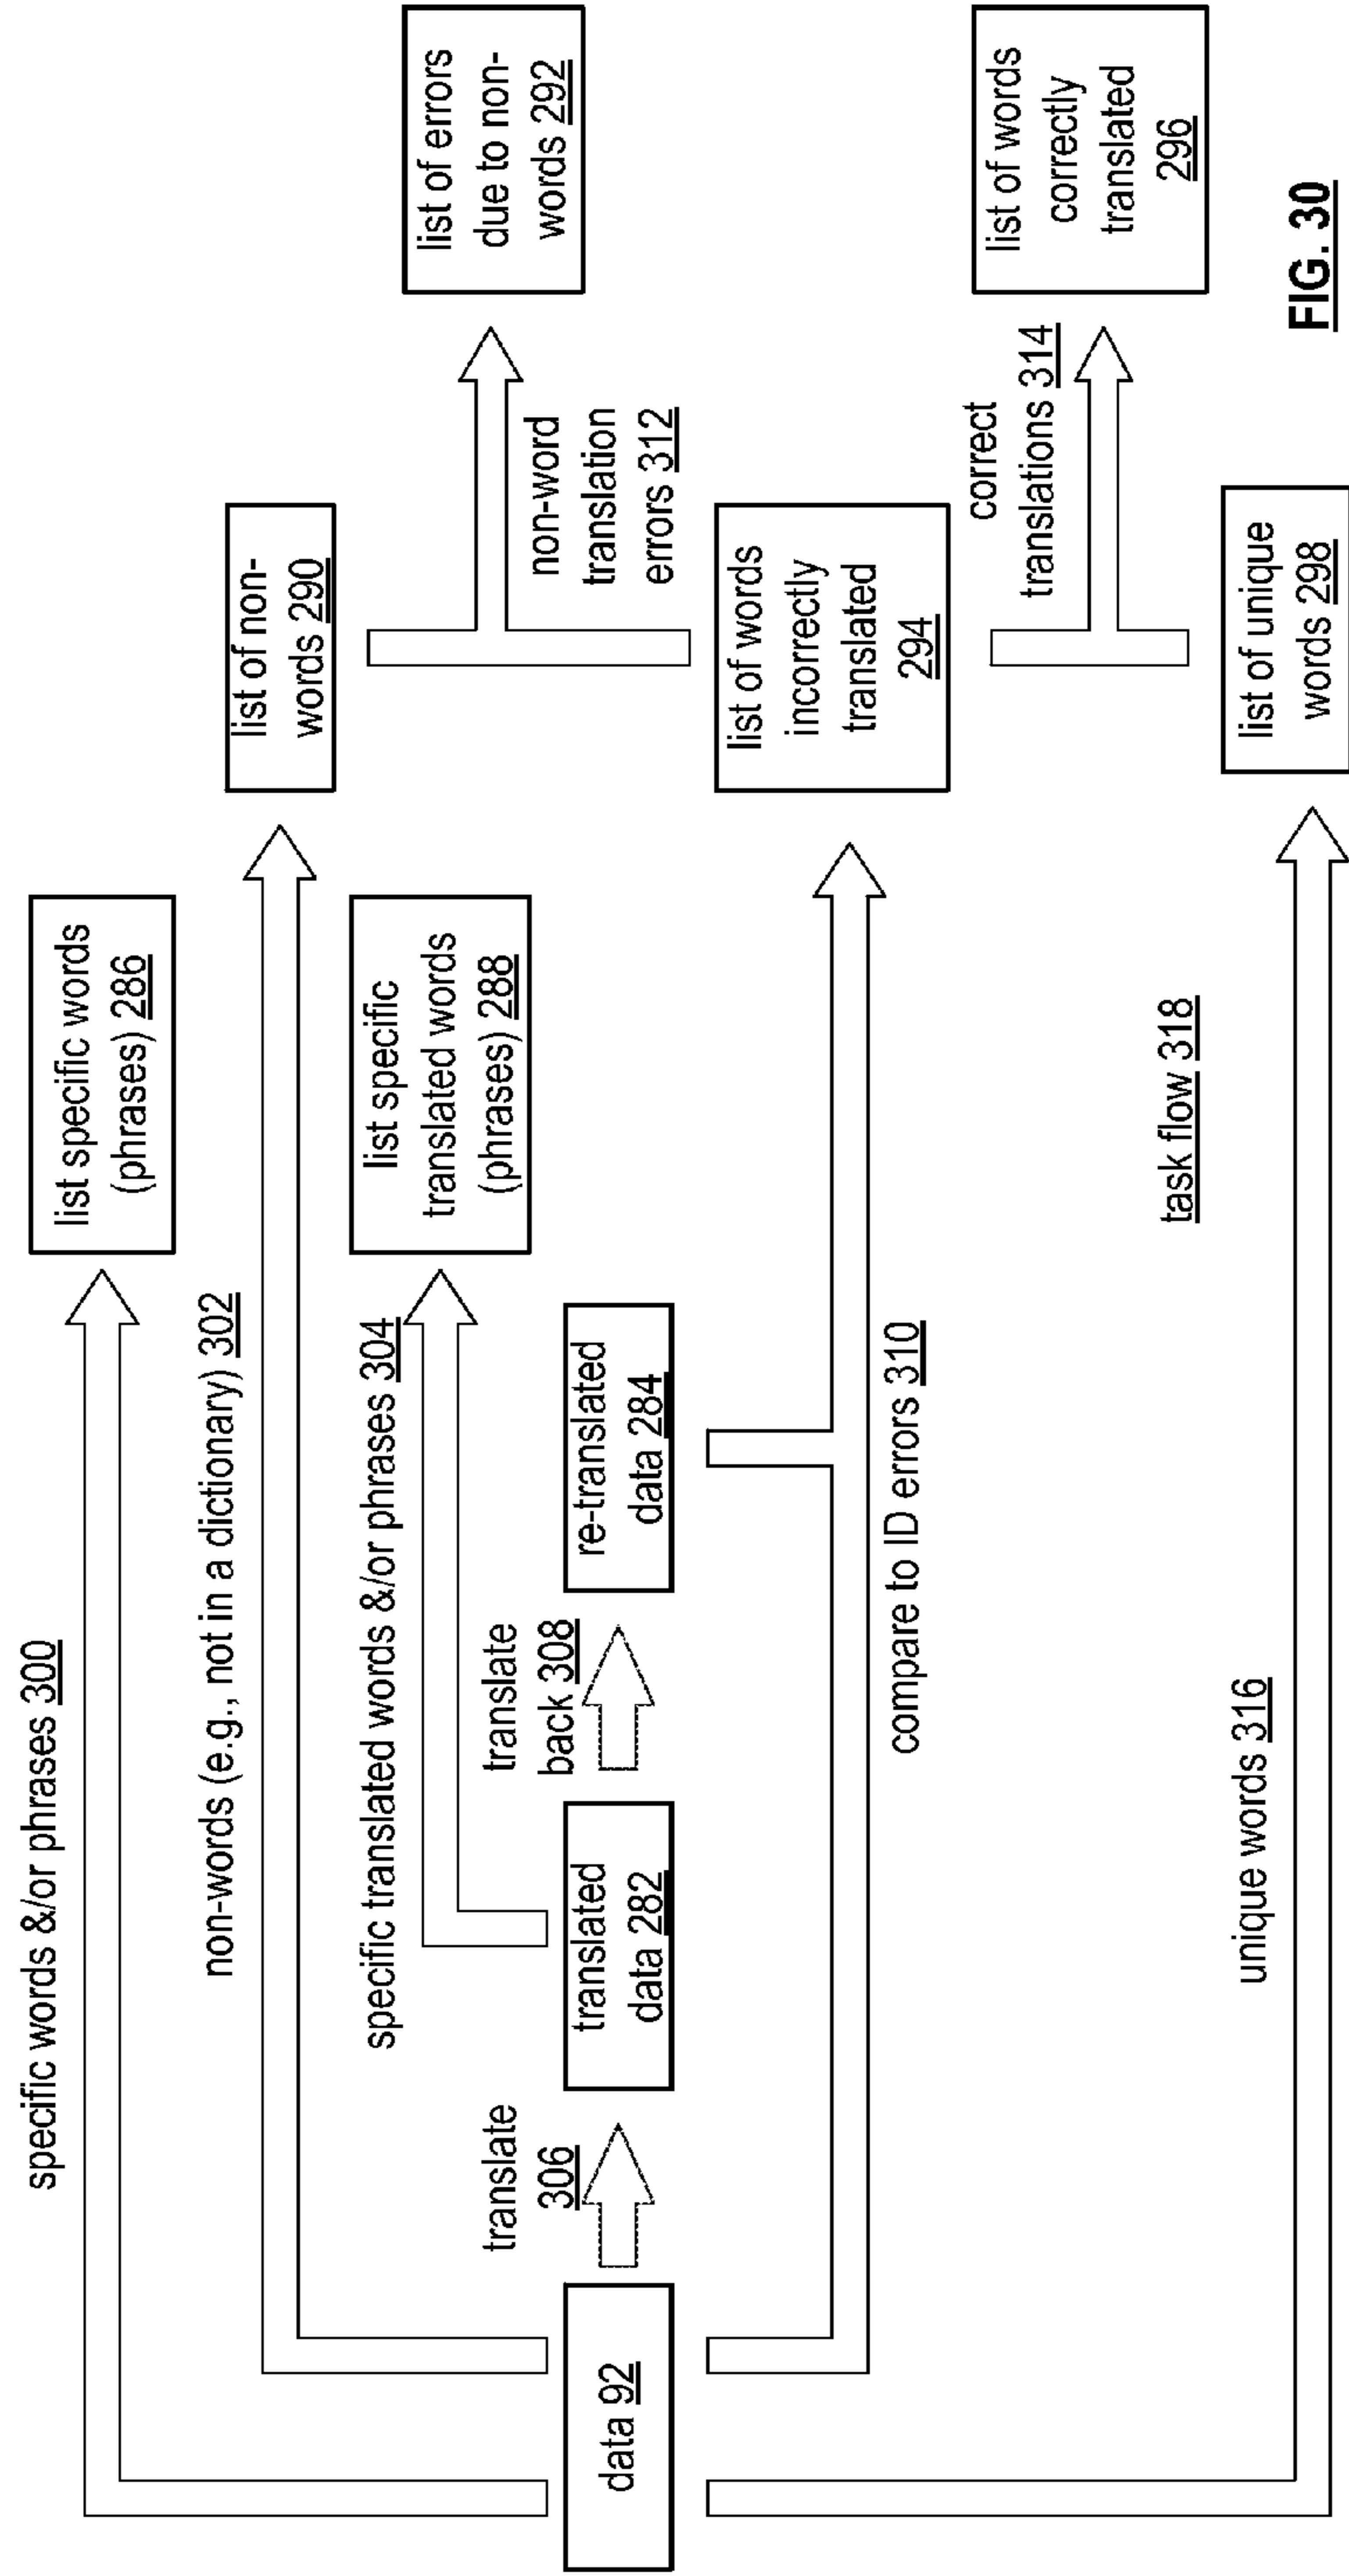 specific words &/or phrases 300
list specific words
(phrases) 286
non-words (e.g., not in a dictionary) 302
list of non-
words 290
specific translated words &/or phrases 304
list specific
translated words
(phrases) 288
list of errors
due to non-
words 292
non-word
translation
errors 312
translate
306
translate
back 308
data 92
translated
data 282
re-translated
data 284
list of words
incorrectly
translated
294
compare to ID errors 310
correct
translations 314
list of words
correctly
translated
296
task flow 318
unique words 316
list of unique
words 298
FIG. 30